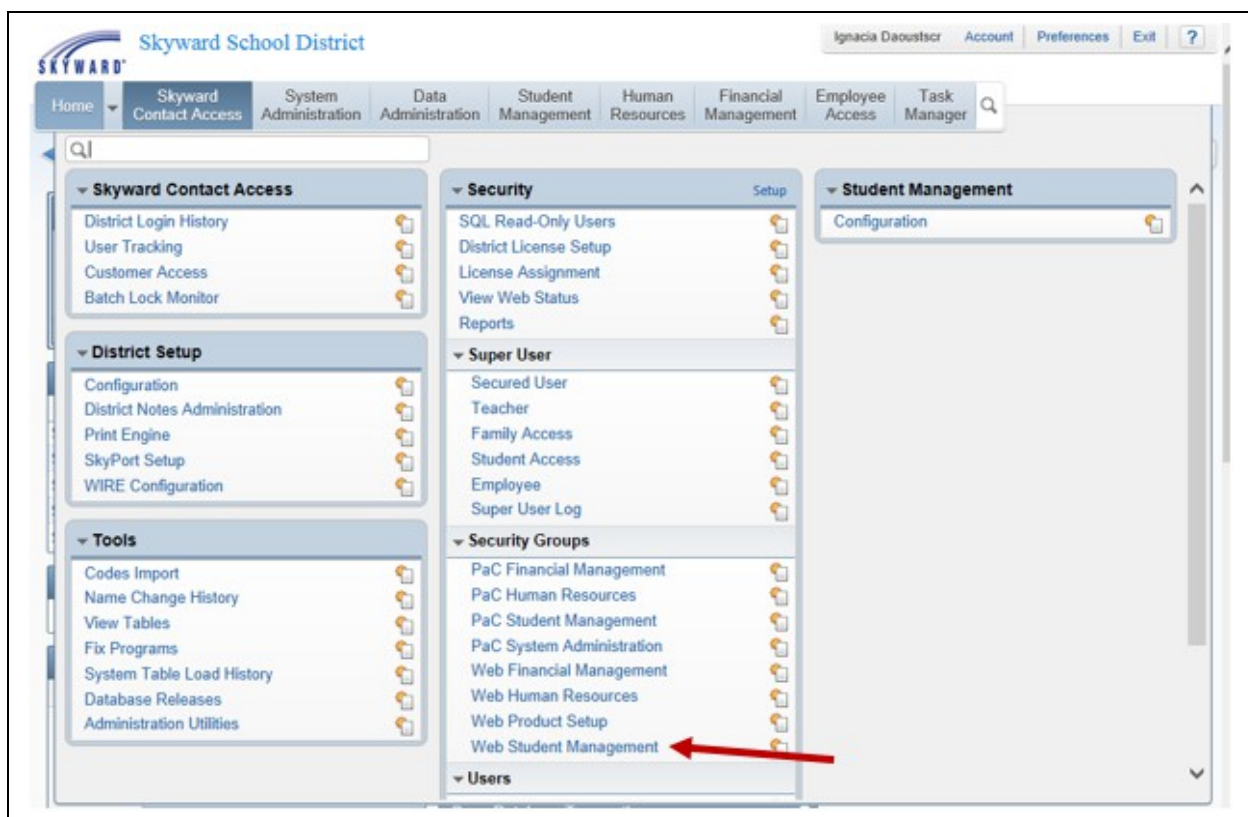 Skyward School District
SKYWARD
Ignacia Daoustscr Account Preferences Exit ?
Home
Skyward Contact Access
System Administration
Data Administration
Student Management
Human Resources
Financial Management
Employee Access
Task Manager
Skyward Contact Access
District Login History
User Tracking
Customer Access
Batch Lock Monitor
District Setup
Configuration
District Notes Administration
Print Engine
SkyPort Setup
WIRE Configuration
Tools
Codes Import
Name Change History
View Tables
Fix Programs
System Table Load History
Database Releases
Administration Utilities
Security Setup
SQL Read-Only Users
District License Setup
License Assignment
View Web Status
Reports
Super User
Secured User
Teacher
Family Access
Student Access
Employee
Super User Log
Security Groups
PaC Financial Management
PaC Human Resources
PaC Student Management
PaC System Administration
Web Financial Management
Web Human Resources
Web Product Setup
Web Student Management
Users
Student Management
Configuration